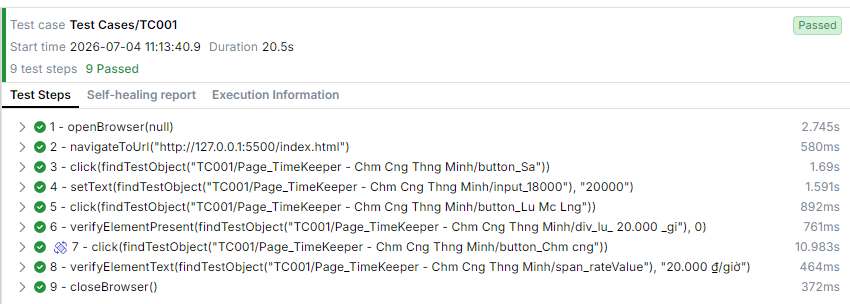 Test case Test Cases/TC001 Passed
Start time 2026-07-04 11:13:40.9 Duration 20.5s
9 test steps 9 Passed
Test Steps Self-healing report Execution Information
1 - openBrowser(null) 2.745s
2 - navigateToUrl("http://127.0.0.1:5500/index.html") 580ms
3 - click(findTestObject("TC001/Page_TimeKeeper - Chm Cng Thng Minh/button_Sa")) 1.69s
4 - setText(findTestObject("TC001/Page_TimeKeeper - Chm Cng Thng Minh/input_18000"), "20000") 1.591s
5 - click(findTestObject("TC001/Page_TimeKeeper - Chm Cng Thng Minh/button_Lu Mc Lng")) 892ms
6 - verifyElementPresent(findTestObject("TC001/Page_TimeKeeper - Chm Cng Thng Minh/div_lu_ 20.000 _gi"), 0) 761ms
7 - click(findTestObject("TC001/Page_TimeKeeper - Chm Cng Thng Minh/button_Chm cng")) 10.983s
8 - verifyElementText(findTestObject("TC001/Page_TimeKeeper - Chm Cng Thng Minh/span_rateValue"), "20.000 ₫/giờ") 464ms
9 - closeBrowser() 372ms